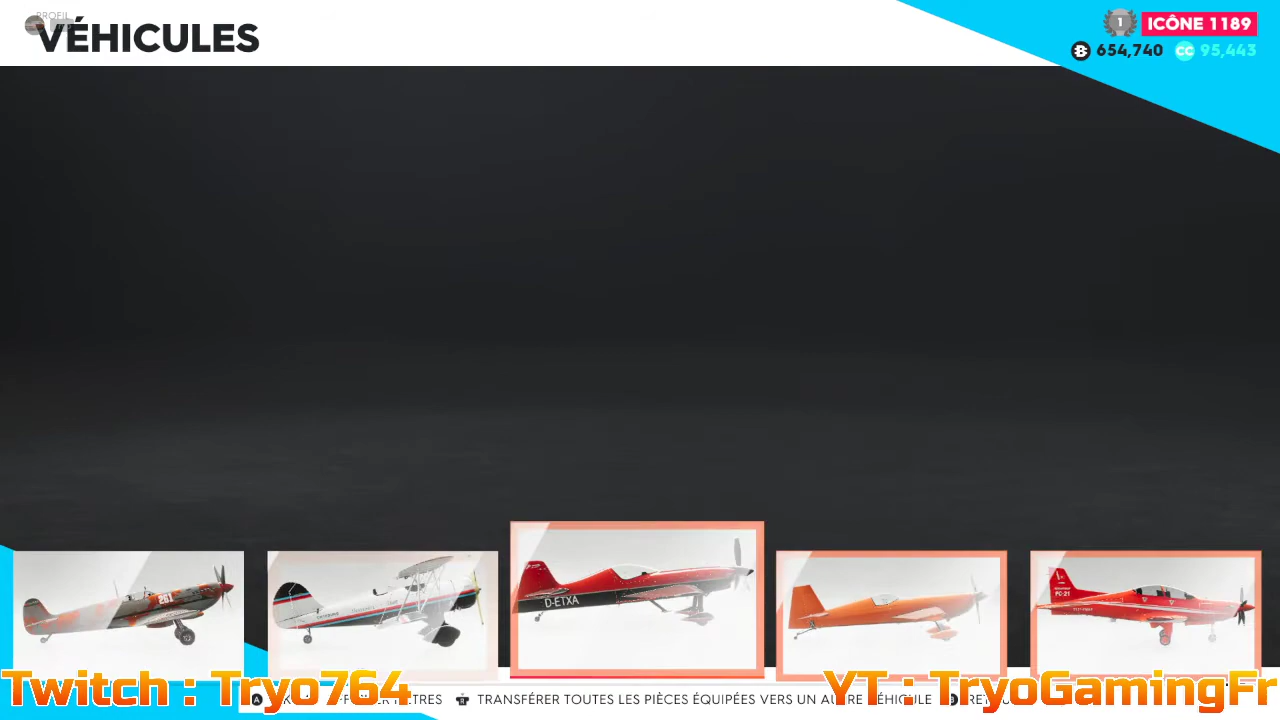 PROFIL
VÉHICULES
1
ICÔNE 1189
654,740
CC 95,443
261
D-ETXA
PC-21
Twitch : Tryo764
TRANSFÉRER TOUTES LES PIÈCES ÉQUIPÉES VERS UN AUTRE VÉHICULE
YT : TryoGamingFr